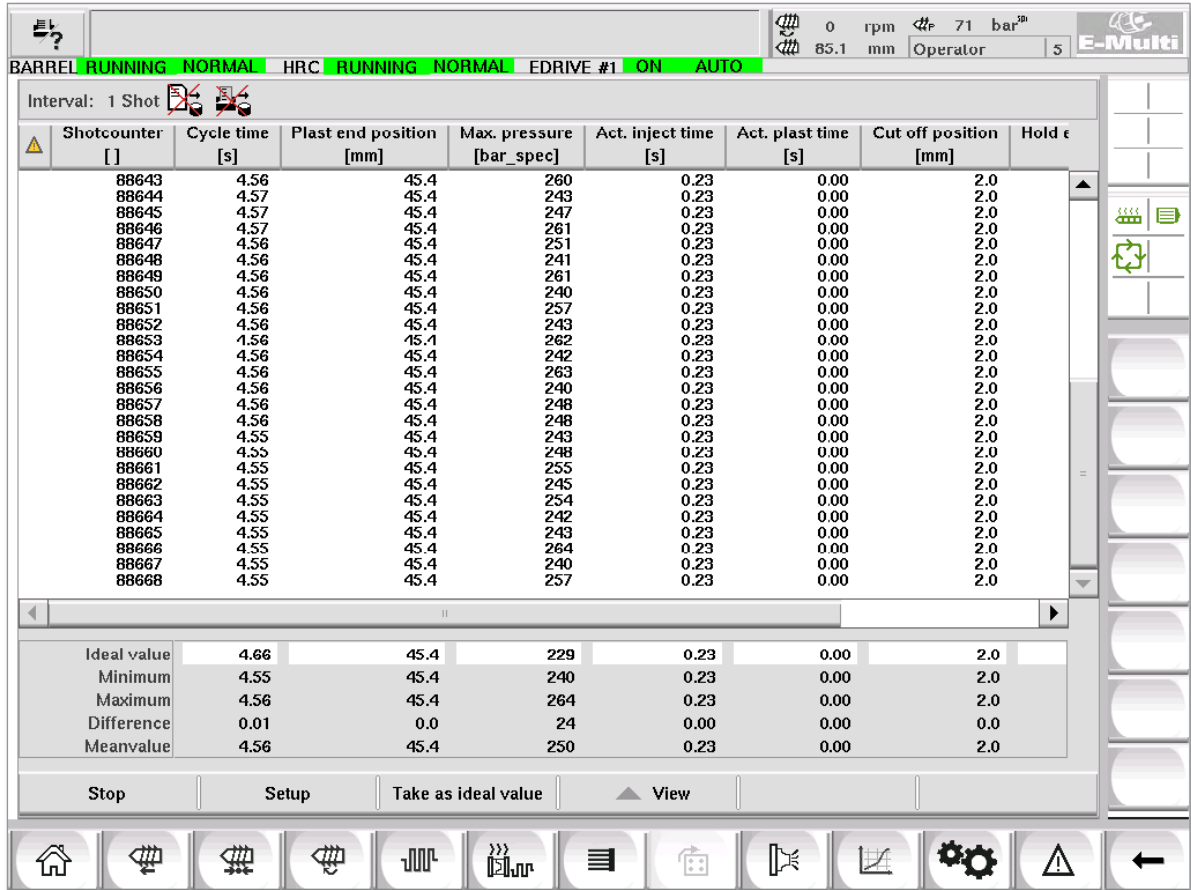 0 rpm 71 bar spz
85.1 mm Operator 5 E-Multi
BARREL RUNNING NORMAL HRC RUNNING NORMAL EDRIVE #1 ON AUTO
Interval: 1 Shot
Shotcounter Cycle time Plast end position Max. pressure Act. inject time Act. plast time Cut off position Hold
[ ] [s] [mm] [bar_spec] [s] [s] [mm]
88643 4.56 45.4 260 0.23 0.00 2.0
88644 4.57 45.4 243 0.23 0.00 2.0
88645 4.57 45.4 247 0.23 0.00 2.0
88646 4.57 45.4 261 0.23 0.00 2.0
88647 4.56 45.4 251 0.23 0.00 2.0
88648 4.56 45.4 241 0.23 0.00 2.0
88649 4.56 45.4 261 0.23 0.00 2.0
88650 4.56 45.4 240 0.23 0.00 2.0
88651 4.56 45.4 257 0.23 0.00 2.0
88652 4.56 45.4 243 0.23 0.00 2.0
88653 4.56 45.4 262 0.23 0.00 2.0
88654 4.56 45.4 242 0.23 0.00 2.0
88655 4.56 45.4 263 0.23 0.00 2.0
88656 4.56 45.4 240 0.23 0.00 2.0
88657 4.56 45.4 248 0.23 0.00 2.0
88658 4.56 45.4 248 0.23 0.00 2.0
88659 4.55 45.4 243 0.23 0.00 2.0
88660 4.55 45.4 248 0.23 0.00 2.0
88661 4.55 45.4 255 0.23 0.00 2.0
88662 4.55 45.4 245 0.23 0.00 2.0
88663 4.55 45.4 254 0.23 0.00 2.0
88664 4.55 45.4 242 0.23 0.00 2.0
88665 4.55 45.4 243 0.23 0.00 2.0
88666 4.55 45.4 264 0.23 0.00 2.0
88667 4.55 45.4 240 0.23 0.00 2.0
88668 4.55 45.4 257 0.23 0.00 2.0
Ideal value 4.66 45.4 229 0.23 0.00 2.0
Minimum 4.55 45.4 240 0.23 0.00 2.0
Maximum 4.56 45.4 264 0.23 0.00 2.0
Difference 0.01 0.0 24 0.00 0.00 0.0
Meanvalue 4.56 45.4 250 0.23 0.00 2.0
Stop Setup Take as ideal value View